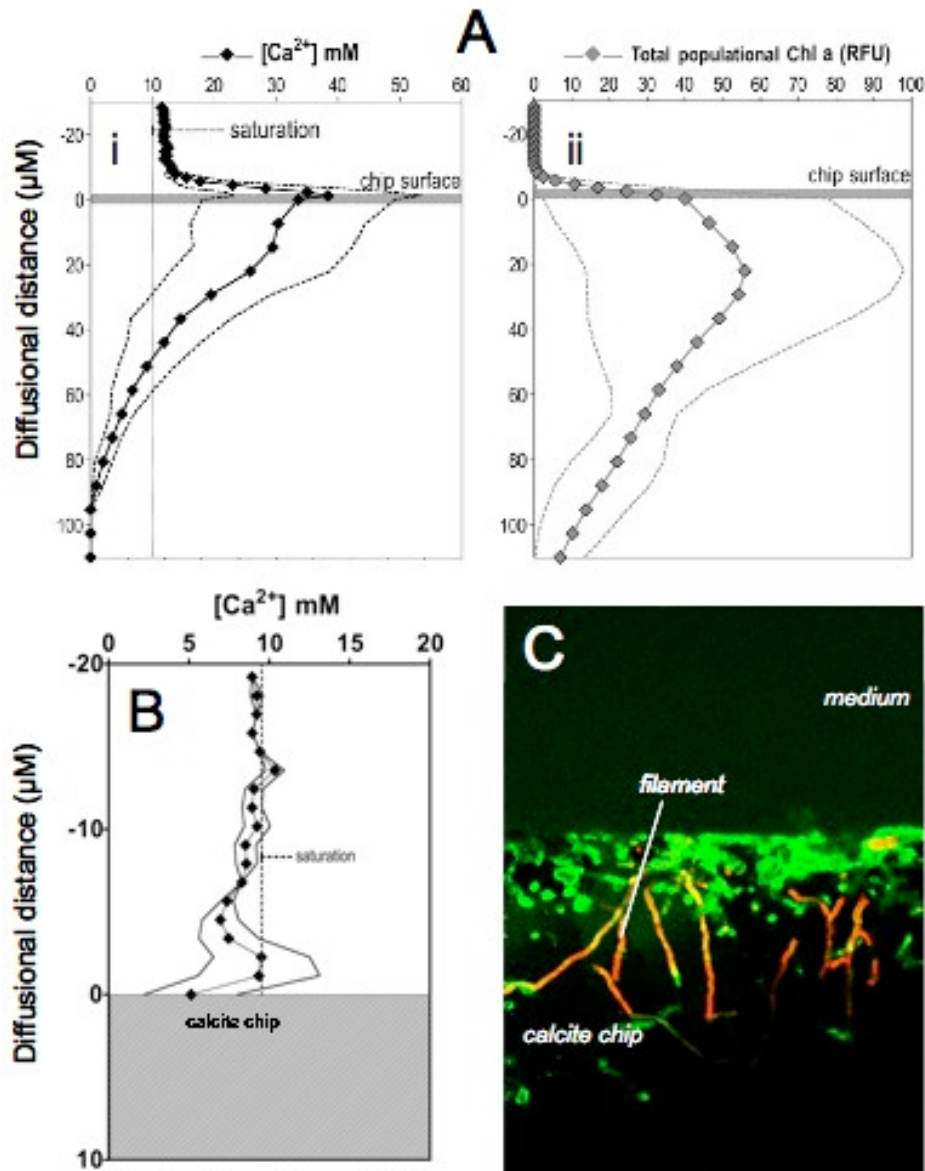 A
[Ca²⁺] mM
0 10 20 30 40 50 60
i
saturation
chip surface
Diffusional distance (µM)
-20
0
20
40
60
80
100
Total populational Chl a (RFU)
0 10 20 30 40 50 60 70 80 90 100
ii
chip surface
-20
0
20
40
60
80
100
[Ca²⁺] mM
0 5 10 15 20
B
Diffusional distance (µM)
-20
-10
0
10
saturation
calcite chip
C
medium
filament
calcite chip